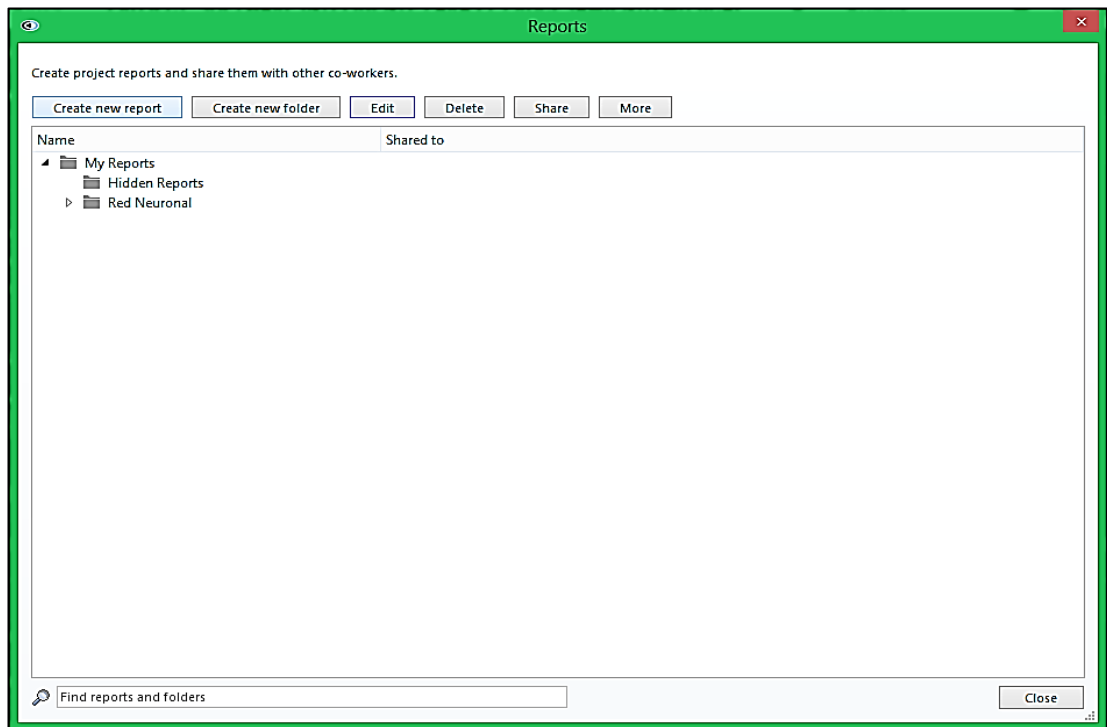 Reports
Create project reports and share them with other co-workers.
Create new report Create new folder Edit Delete Share More
Name Shared to
My Reports
Hidden Reports
Red Neuronal
Find reports and folders Close